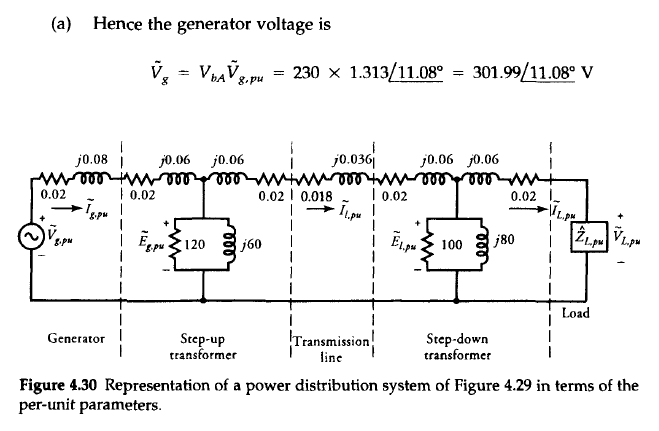 (a) Hence the generator voltage is
Ṽg = VbA Ṽg,pu = 230 × 1.313/11.08° = 301.99/11.08° V
j0.08 j0.06 j0.06 j0.036 j0.06 j0.06
0.02 0.02 0.02 0.018 0.02 0.02
Ĩg,pu Ĩl,pu ĨL,pu
+ + + +
Ṽg,pu Ẽg,pu 120 j60 Ẽl,pu 100 j80 ẐL,pu ṼL,pu
− − − −
Load
Generator Step-up Transmission Step-down
transformer line transformer
Figure 4.30 Representation of a power distribution system of Figure 4.29 in terms of the
per-unit parameters.